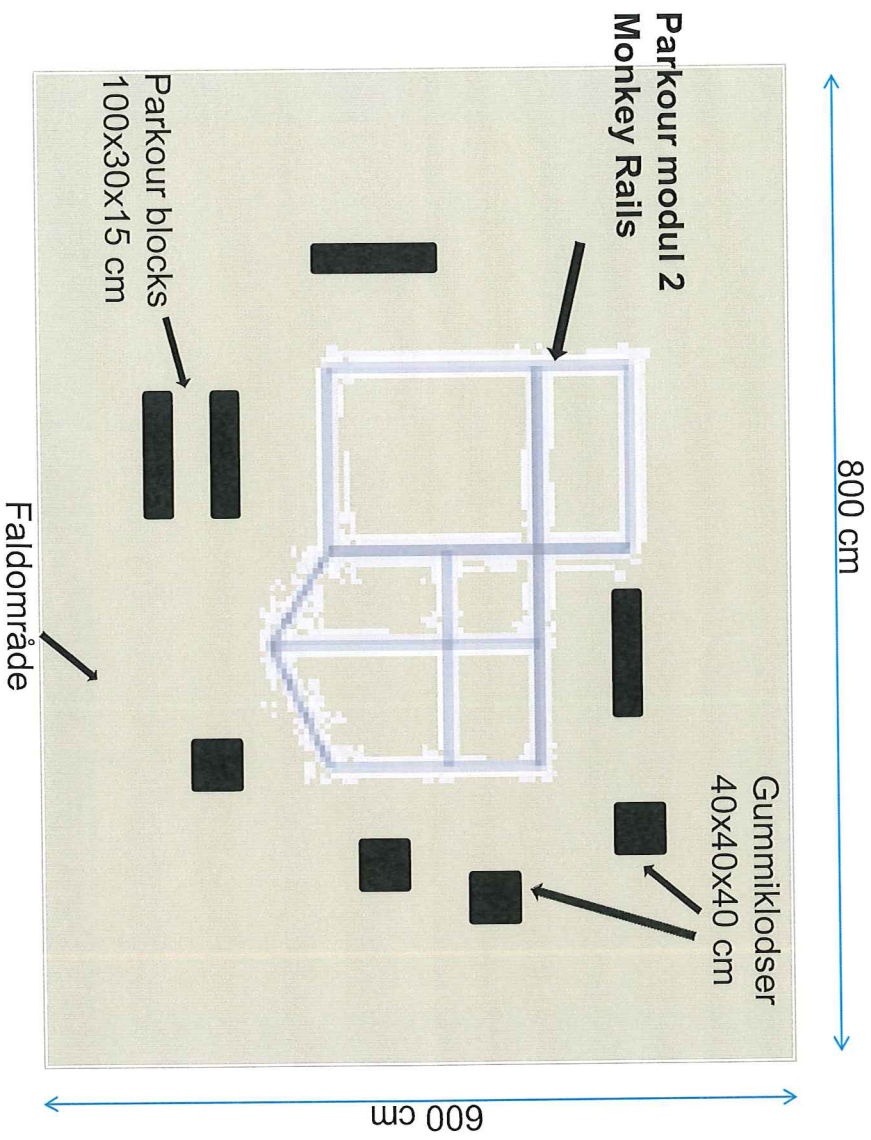 800 cm
Parkour modul 2
Monkey Rails
Gummiklodser
40x40x40 cm
Parkour blocks
100x30x15 cm
Faldområde
600 cm